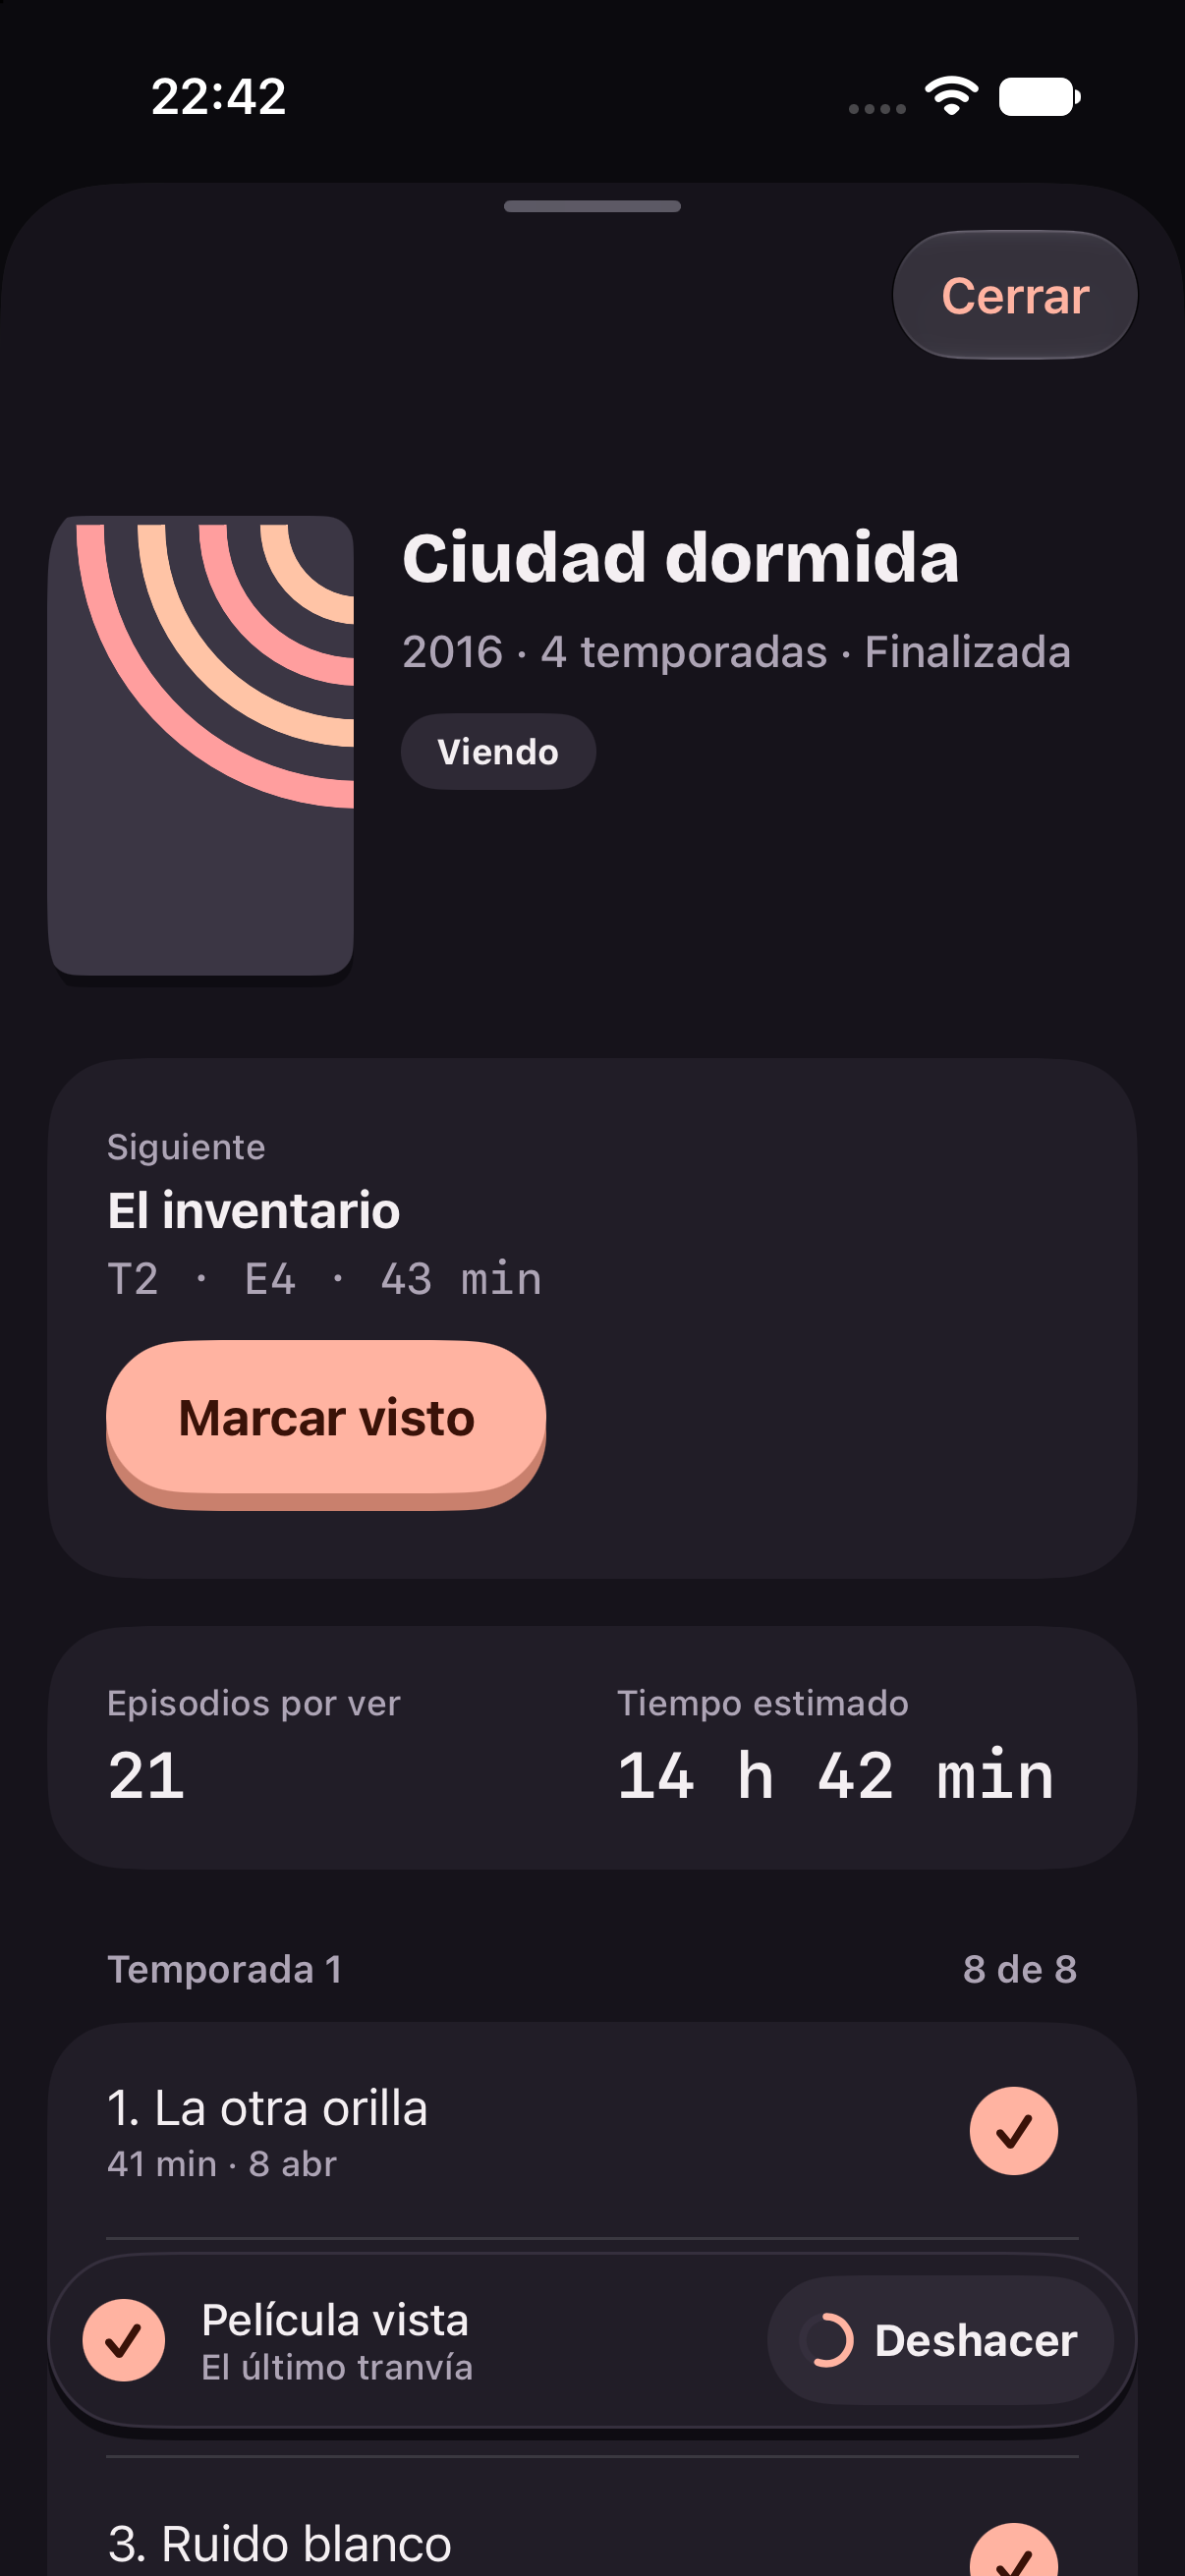 22:42
Cerrar
Ciudad dormida
2016 · 4 temporadas · Finalizada
Viendo
Siguiente
El inventario
T2 · E4 · 43 min
Marcar visto
Episodios por ver
21
Tiempo estimado
14 h 42 min
Temporada 1
8 de 8
1. La otra orilla
41 min · 8 abr
Película vista
El último tranvía
Deshacer
3. Ruido blanco